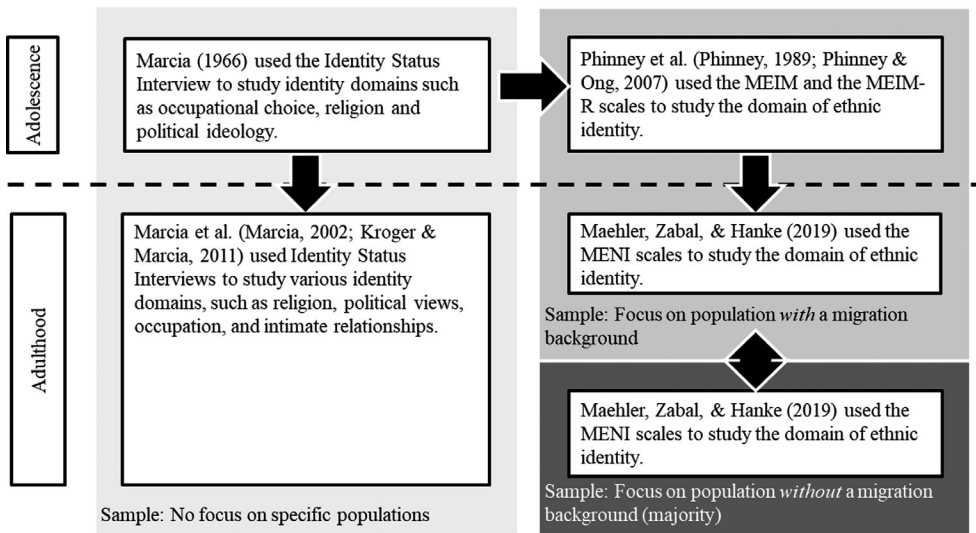 Adolescence
Marcia (1966) used the Identity Status
Interview to study identity domains such
as occupational choice, religion and
political ideology.
Phinney et al. (Phinney, 1989; Phinney &
Ong, 2007) used the MEIM and the MEIM-
R scales to study the domain of ethnic
identity.
Adulthood
Marcia et al. (Marcia, 2002; Kroger &
Marcia, 2011) used Identity Status
Interviews to study various identity
domains, such as religion, political views,
occupation, and intimate relationships.
Sample: No focus on specific populations
Maehler, Zabal, & Hanke (2019) used the
MENI scales to study the domain of ethnic
identity.
Sample: Focus on population with a migration
background
Maehler, Zabal, & Hanke (2019) used the
MENI scales to study the domain of ethnic
identity.
Sample: Focus on population without a migration
background (majority)